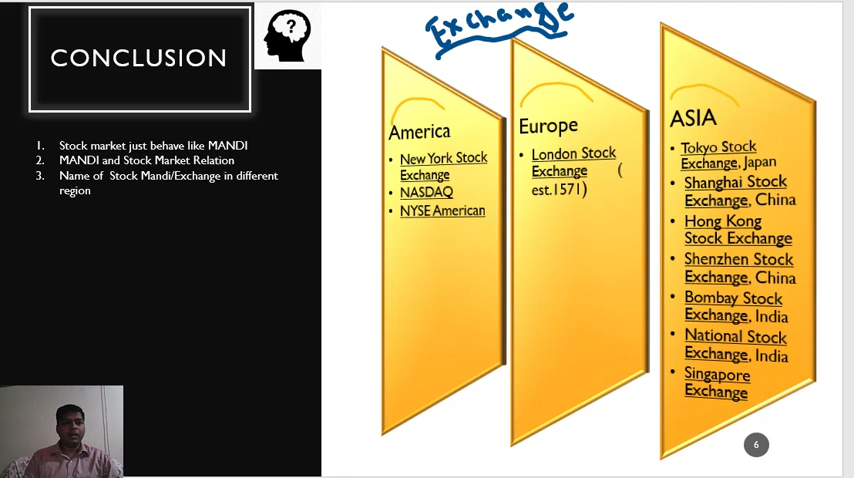 CONCLUSION
?
1. Stock market just behave like MANDI
2. MANDI and Stock Market Relation
3. Name of Stock Mandi/Exchange in different
region
Exchange
America
• New York Stock
Exchange
• NASDAQ
• NYSE American
Europe
• London Stock
Exchange (
est.1571)
ASIA
• Tokyo Stock
Exchange, Japan
• Shanghai Stock
Exchange, China
• Hong Kong
Stock Exchange
• Shenzhen Stock
Exchange, China
• Bombay Stock
Exchange, India
• National Stock
Exchange, India
• Singapore
Exchange
6